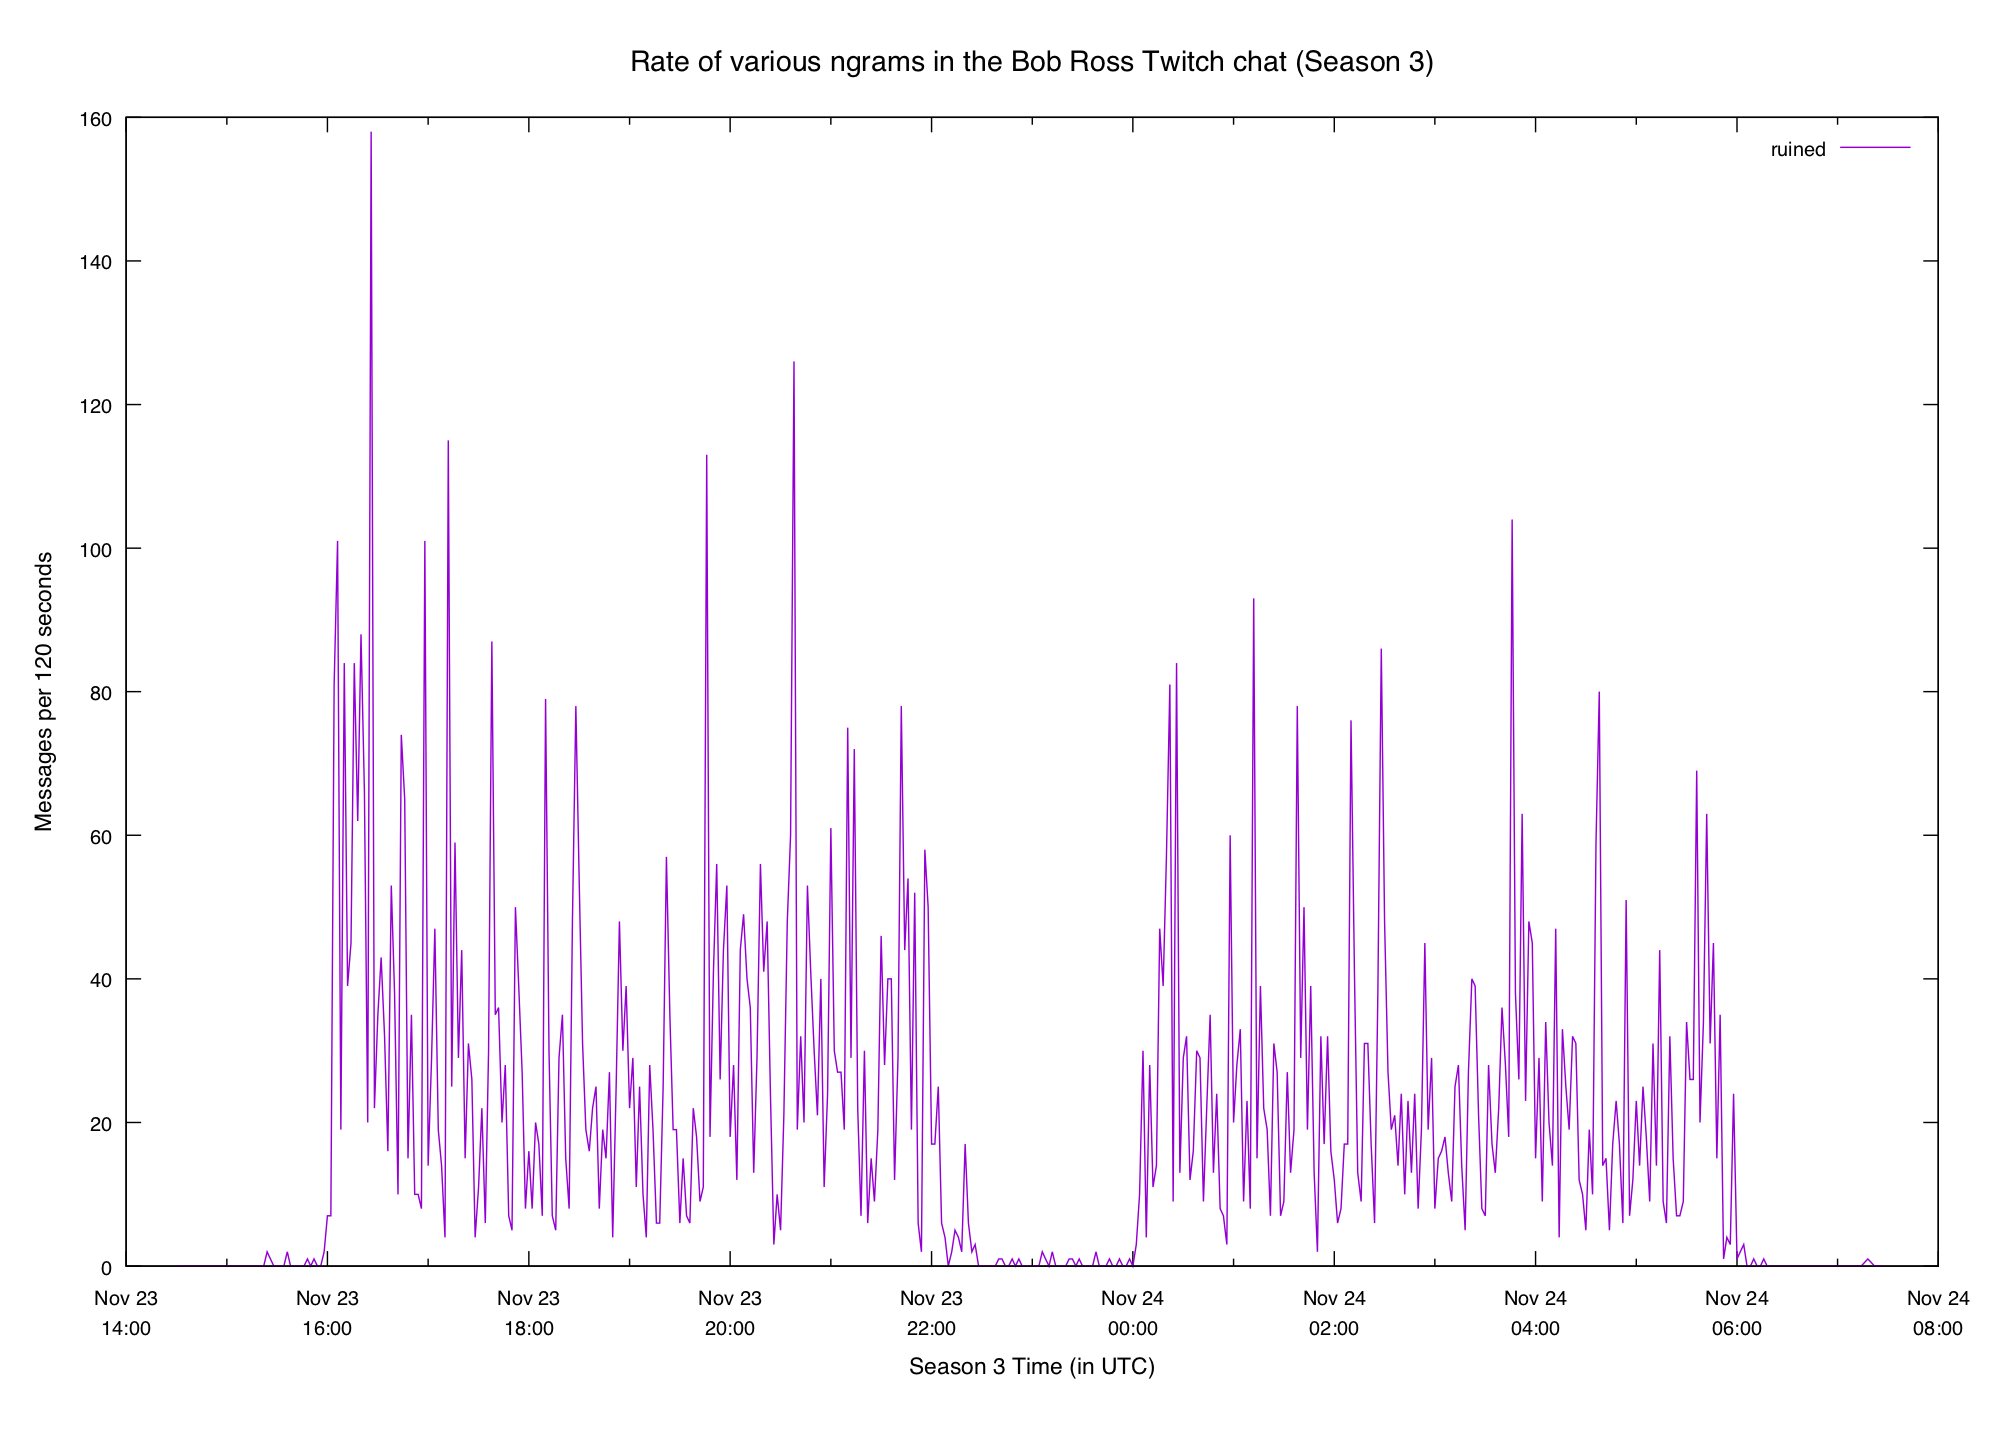 Rate of various ngrams in the Bob Ross Twitch chat (Season 3)
ruined
160
140
120
100
80
60
40
20
0
Messages per 120 seconds
Nov 23 Nov 23 Nov 23 Nov 23 Nov 23 Nov 24 Nov 24 Nov 24 Nov 24 Nov 24
14:00 16:00 18:00 20:00 22:00 00:00 02:00 04:00 06:00 08:00
Season 3 Time (in UTC)